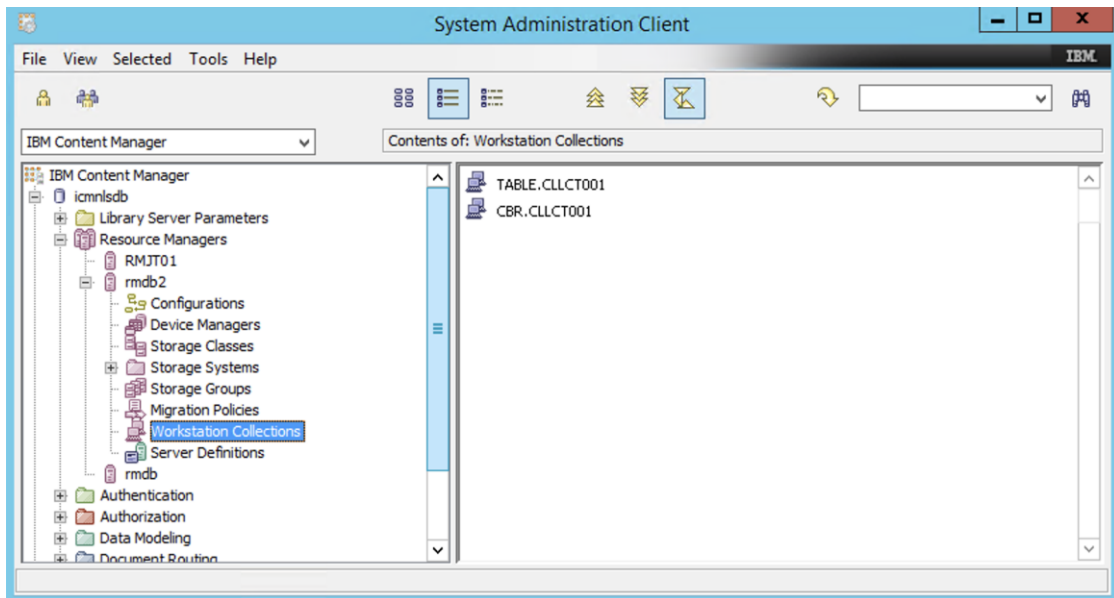 System Administration Client
File View Selected Tools Help
IBM.
IBM Content Manager
Contents of: Workstation Collections
IBM Content Manager
icmnlsdb
Library Server Parameters
Resource Managers
RMJT01
rmdb2
Configurations
Device Managers
Storage Classes
Storage Systems
Storage Groups
Migration Policies
Workstation Collections
Server Definitions
rmdb
Authentication
Authorization
Data Modeling
Document Routing
TABLE.CLLCT001
CBR.CLLCT001